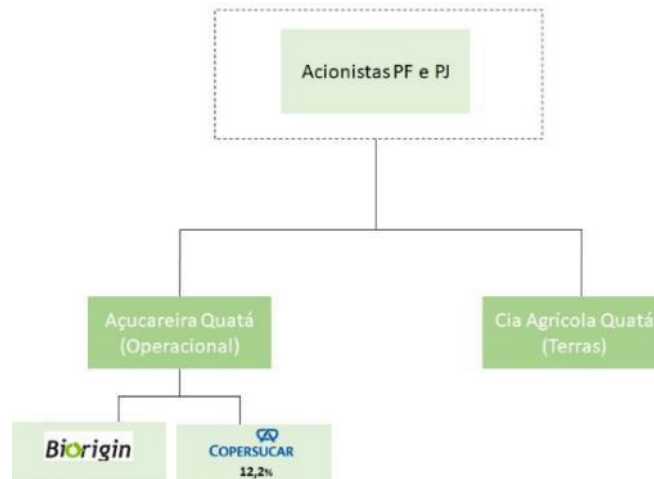 Acionistas PF e PJ
Açucareira Quatá
(Operacional)
Cia Agrícola Quatá
(Terras)
Biorigin
COPERSUCAR
12,2%